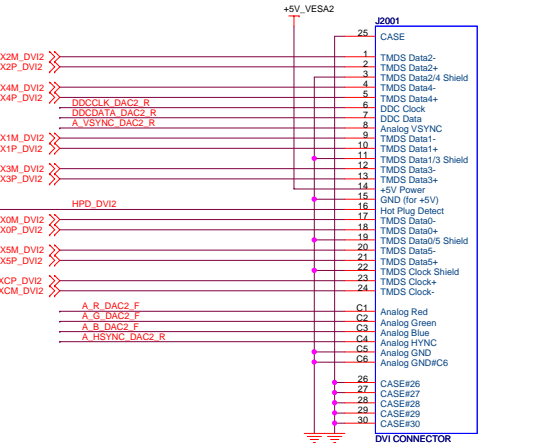 +5V_VESA2
J2001
25 CASE
X2M_DVI2 1 TMDS Data2-
X2P_DVI2 2 TMDS Data2+
3 TMDS Data2/4 Shield
X4M_DVI2 4 TMDS Data4-
X4P_DVI2 5 TMDS Data4+
DDCCLK_DAC2_R 6 DDC Clock
DDCDATA_DAC2_R 7 DDC Data
A_VSYNC_DAC2_R 8 Analog VSYNC
X1M_DVI2 9 TMDS Data1-
X1P_DVI2 10 TMDS Data1+
11 TMDS Data1/3 Shield
X3M_DVI2 12 TMDS Data3-
X3P_DVI2 13 TMDS Data3+
14 +5V Power
15 GND (for +5V)
HPD_DVI2 16 Hot Plug Detect
X0M_DVI2 17 TMDS Data0-
X0P_DVI2 18 TMDS Data0+
19 TMDS Data0/5 Shield
X5M_DVI2 20 TMDS Data5-
X5P_DVI2 21 TMDS Data5+
22 TMDS Clock Shield
XCP_DVI2 23 TMDS Clock+
XCM_DVI2 24 TMDS Clock-
A_R_DAC2_F C1 Analog Red
A_G_DAC2_F C2 Analog Green
A_B_DAC2_F C3 Analog Blue
A_HSYNC_DAC2_R C4 Analog HYNC
C5 Analog GND
C6 Analog GND#C6
26 CASE#26
27 CASE#27
28 CASE#28
29 CASE#29
30 CASE#30
DVI CONNECTOR